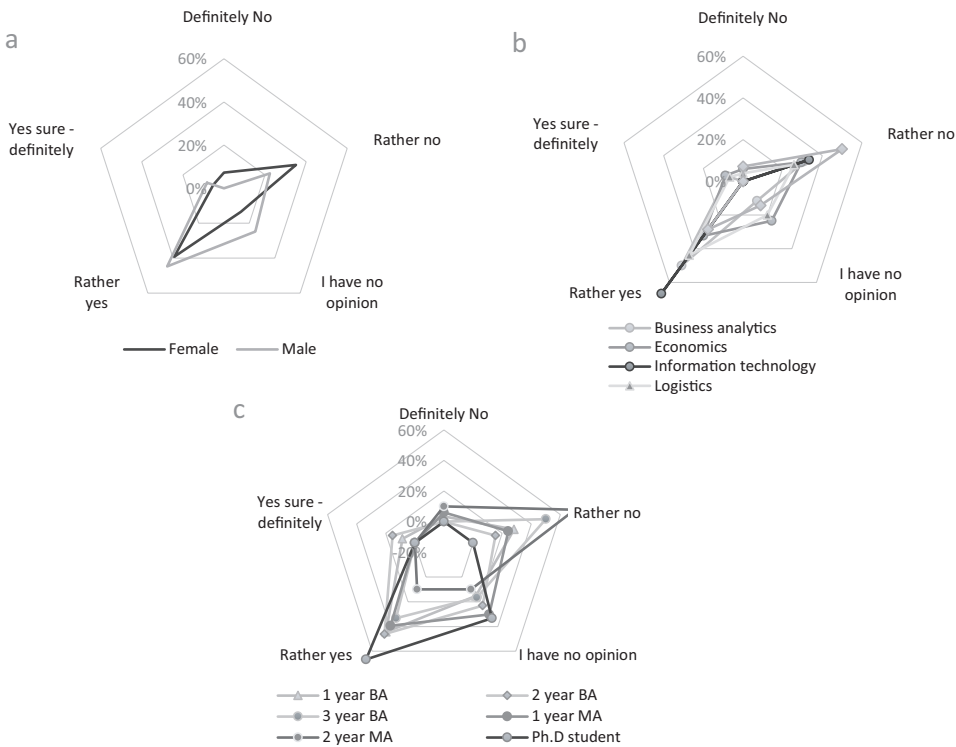 a
Definitely No
60%
40%
20%
0%
Yes sure -
definitely
Rather no
Rather
yes
I have no
opinion
Female
Male
b
Definitely No
60%
40%
20%
0%
Yes sure -
definitely
Rather no
Rather yes
I have no
opinion
Business analytics
Economics
Information technology
Logistics
c
Definitely No
60%
40%
20%
0%
-20%
Yes sure -
definitely
Rather no
Rather yes
I have no opinion
1 year BA
2 year BA
3 year BA
1 year MA
2 year MA
Ph.D student